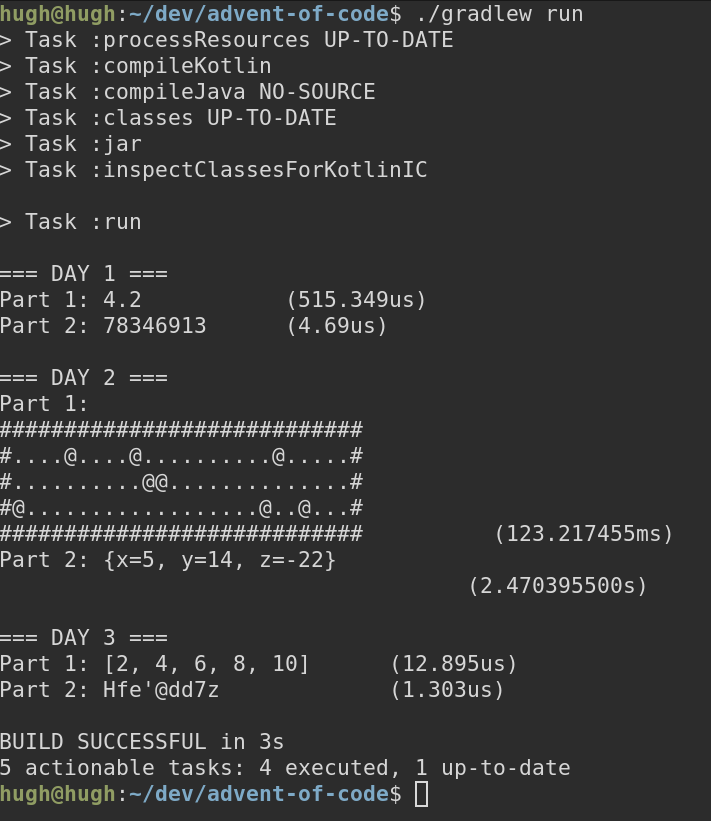 hugh@hugh:~/dev/advent-of-code$ ./gradlew run
> Task :processResources UP-TO-DATE
> Task :compileKotlin
> Task :compileJava NO-SOURCE
> Task :classes UP-TO-DATE
> Task :jar
> Task :inspectClassesForKotlinIC
> Task :run
=== DAY 1 ===
Part 1: 4.2           (515.349us)
Part 2: 78346913      (4.69us)
=== DAY 2 ===
Part 1:
############################
#....@....@..........@.....#
#..........@@..............#
#@..................@..@...#
############################          (123.217455ms)
Part 2: {x=5, y=14, z=-22}
                                    (2.470395500s)
=== DAY 3 ===
Part 1: [2, 4, 6, 8, 10]      (12.895us)
Part 2: Hfe'@dd7z             (1.303us)
BUILD SUCCESSFUL in 3s
5 actionable tasks: 4 executed, 1 up-to-date
hugh@hugh:~/dev/advent-of-code$